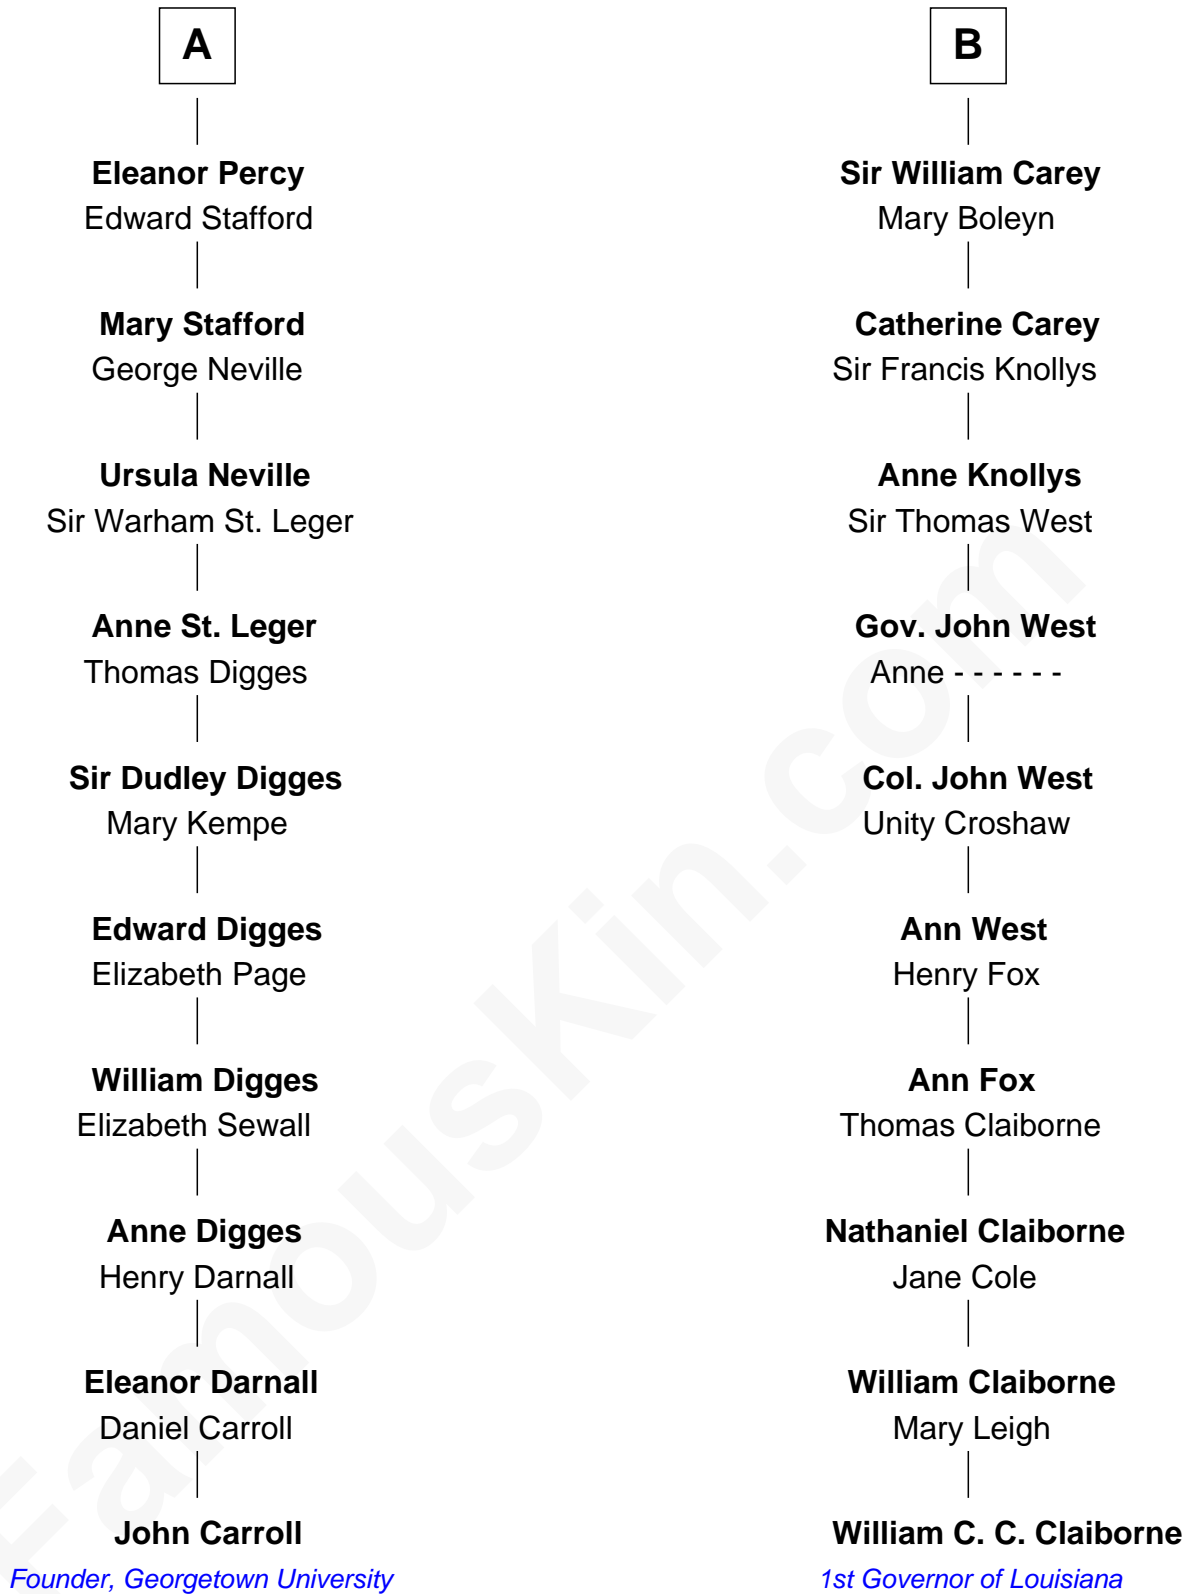 A
Eleanor Percy
Edward Stafford
Mary Stafford
George Neville
Ursula Neville
Sir Warham St. Leger
Anne St. Leger
Thomas Digges
Sir Dudley Digges
Mary Kempe
Edward Digges
Elizabeth Page
William Digges
Elizabeth Sewall
Anne Digges
Henry Darnall
Eleanor Darnall
Daniel Carroll
John Carroll
Founder, Georgetown University
B
Sir William Carey
Mary Boleyn
Catherine Carey
Sir Francis Knollys
Anne Knollys
Sir Thomas West
Gov. John West
Anne - - - - - -
Col. John West
Unity Croshaw
Ann West
Henry Fox
Ann Fox
Thomas Claiborne
Nathaniel Claiborne
Jane Cole
William Claiborne
Mary Leigh
William C. C. Claiborne
1st Governor of Louisiana
FamousKin.com